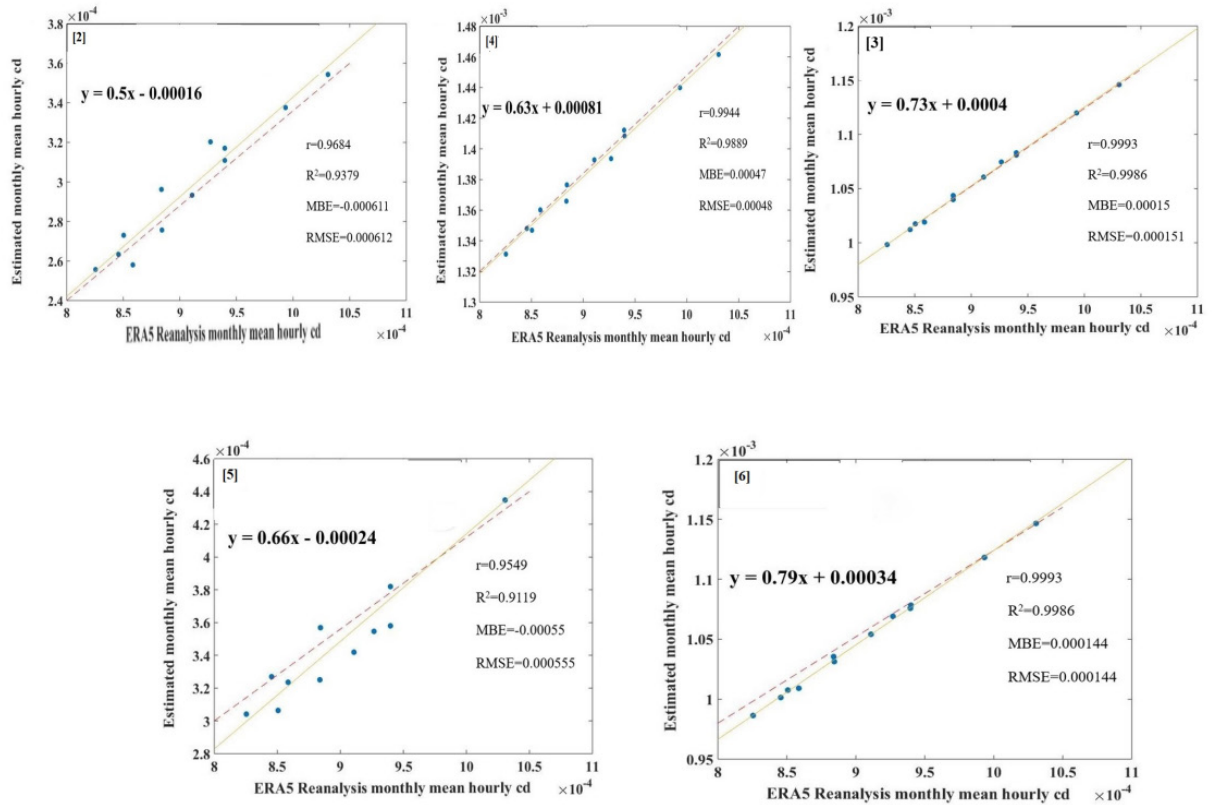 ×10⁻⁴
3.8
3.6
3.4
3.2
3
2.8
2.6
2.4
[2]
y = 0.5x - 0.00016
r=0.9684
R²=0.9379
MBE=-0.000611
RMSE=0.000612
Estimated monthly mean hourly cd
8 8.5 9 9.5 10 10.5 11
ERA5 Reanalysis monthly mean hourly cd
×10⁻⁴
×10⁻³
1.48
1.46
1.44
1.42
1.4
1.38
1.36
1.34
1.32
1.3
[4]
y = 0.63x + 0.00081
r=0.9944
R²=0.9889
MBE=0.00047
RMSE=0.00048
Estimated monthly mean hourly cd
8 8.5 9 9.5 10 10.5 11
ERA5 Reanalysis monthly mean hourly cd
×10⁻⁴
×10⁻³
1.2
1.15
1.1
1.05
1
0.95
[3]
y = 0.73x + 0.0004
r=0.9993
R²=0.9986
MBE=0.00015
RMSE=0.000151
Estimated monthly mean hourly cd
8 8.5 9 9.5 10 10.5 11
ERA5 Reanalysis monthly mean hourly cd
×10⁻⁴
×10⁻⁴
4.6
4.4
4.2
4
3.8
3.6
3.4
3.2
3
2.8
[5]
y = 0.66x - 0.00024
r=0.9549
R²=0.9119
MBE=-0.00055
RMSE=0.000555
Estimated monthly mean hourly cd
8 8.5 9 9.5 10 10.5 11
ERA5 Reanalysis monthly mean hourly cd
×10⁻⁴
×10⁻³
1.2
1.15
1.1
1.05
1
0.95
[6]
y = 0.79x + 0.00034
r=0.9993
R²=0.9986
MBE=0.000144
RMSE=0.000144
Estimated monthly mean hourly cd
8 8.5 9 9.5 10 10.5 11
ERA5 Reanalysis monthly mean hourly cd
×10⁻⁴